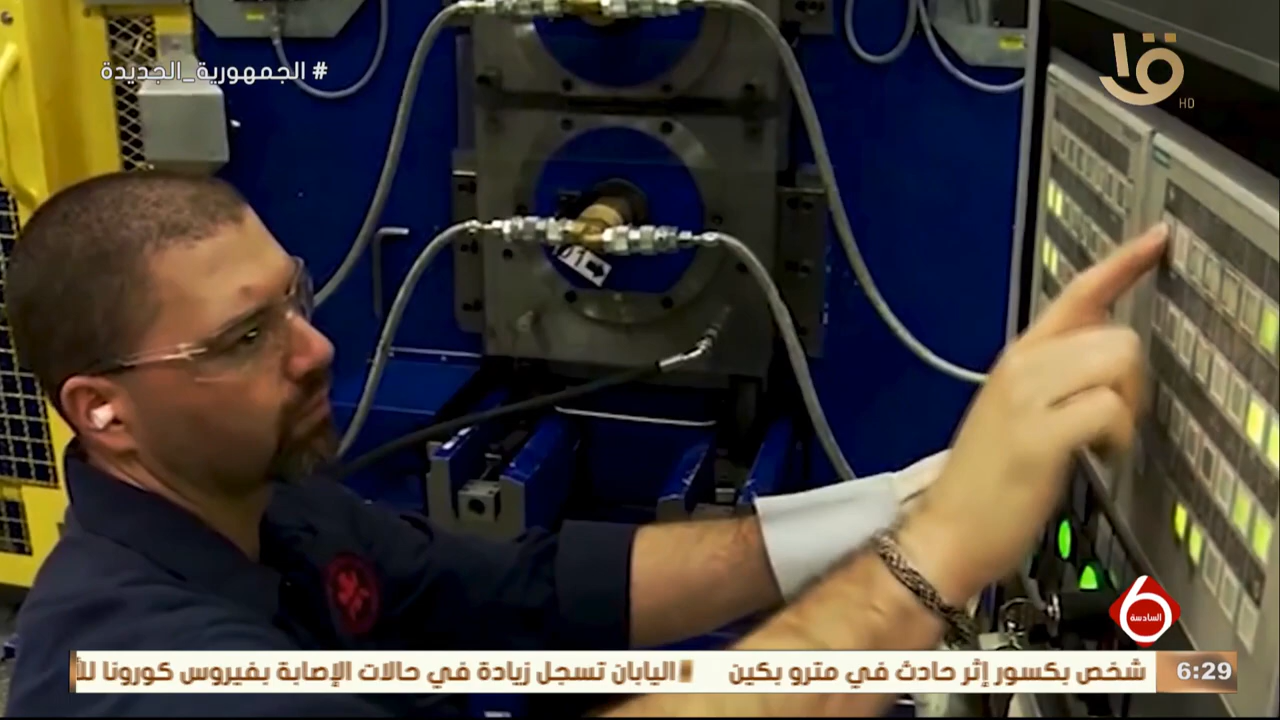 # الجمهورية_الجديدة
HD
01
6
السادسة
6:29
شخص بكسور إثر حادث في مترو بكين
اليابان تسجل زيادة في حالات الإصابة بفيروس كورونا